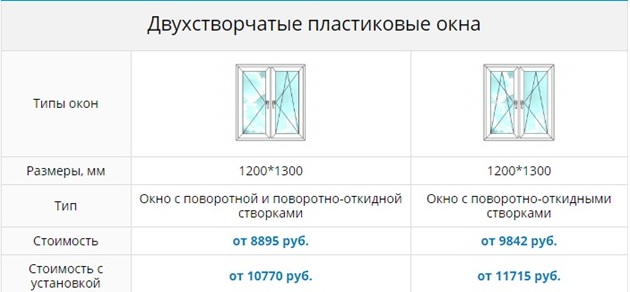 Двухстворчатые пластиковые окна
Типы окон
Размеры, мм
1200*1300
1200*1300
Тип
Окно с поворотной и поворотно-откидной
створками
Окно с поворотно-откидными
створками
Стоимость
от 8895 руб.
от 9842 руб.
Стоимость с
установкой
от 10770 руб.
от 11715 руб.